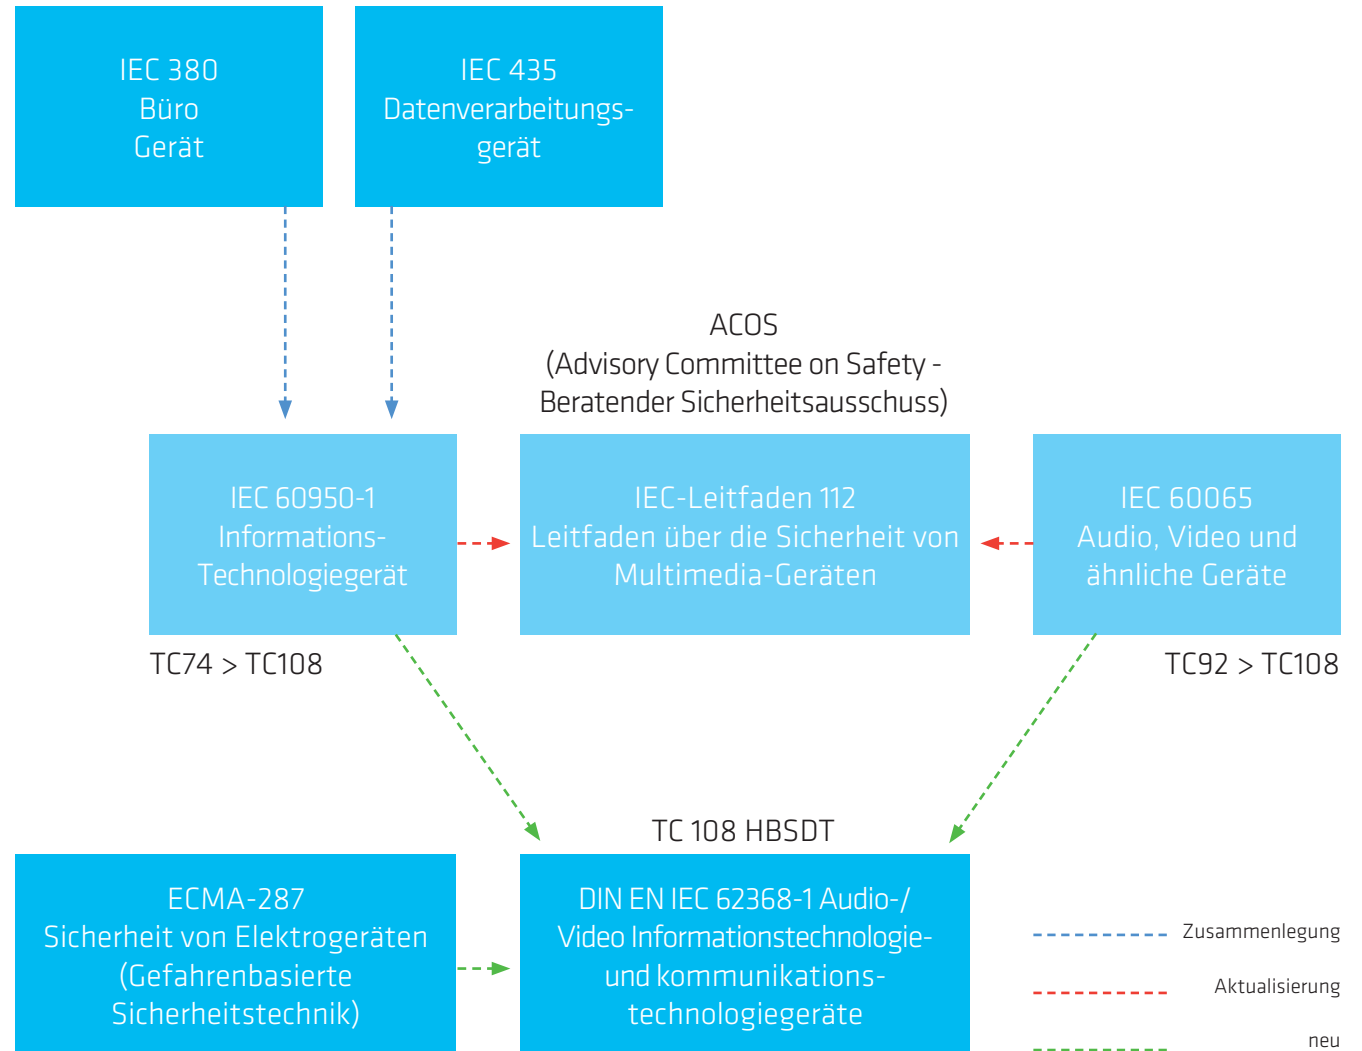 IEC 380
Büro
Gerät
IEC 435
Datenverarbeitungs-
gerät
ACOS
(Advisory Committee on Safety -
Beratender Sicherheitsausschuss)
IEC 60950-1
Informations-
Technologiegerät
IEC-Leitfaden 112
Leitfaden über die Sicherheit von
Multimedia-Geräten
IEC 60065
Audio, Video und
ähnliche Geräte
TC74 > TC108
TC92 > TC108
TC 108 HBSDT
ECMA-287
Sicherheit von Elektrogeräten
(Gefahrenbasierte
Sicherheitstechnik)
DIN EN IEC 62368-1 Audio-/
Video Informationstechnologie-
und kommunikations-
technologiegeräte
Zusammenlegung
Aktualisierung
neu